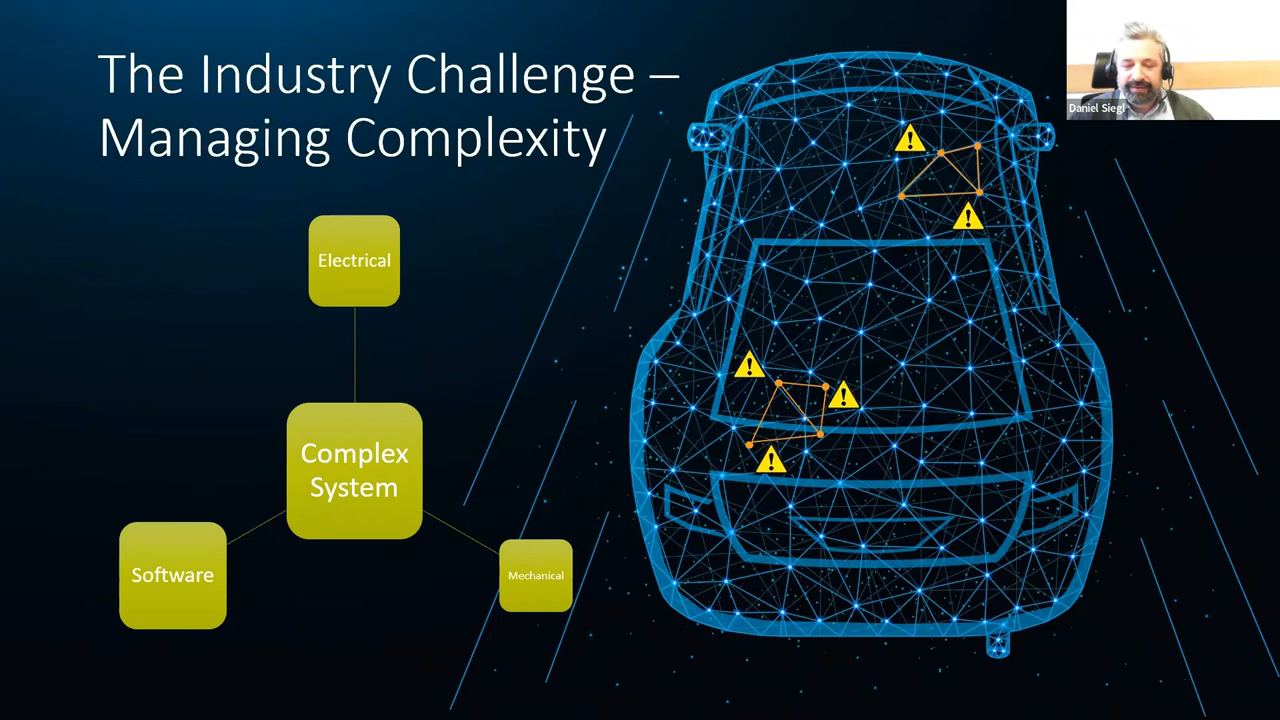 The Industry Challenge –
Managing Complexity
Daniel Siegl
Electrical
Complex
System
Software
Mechanical